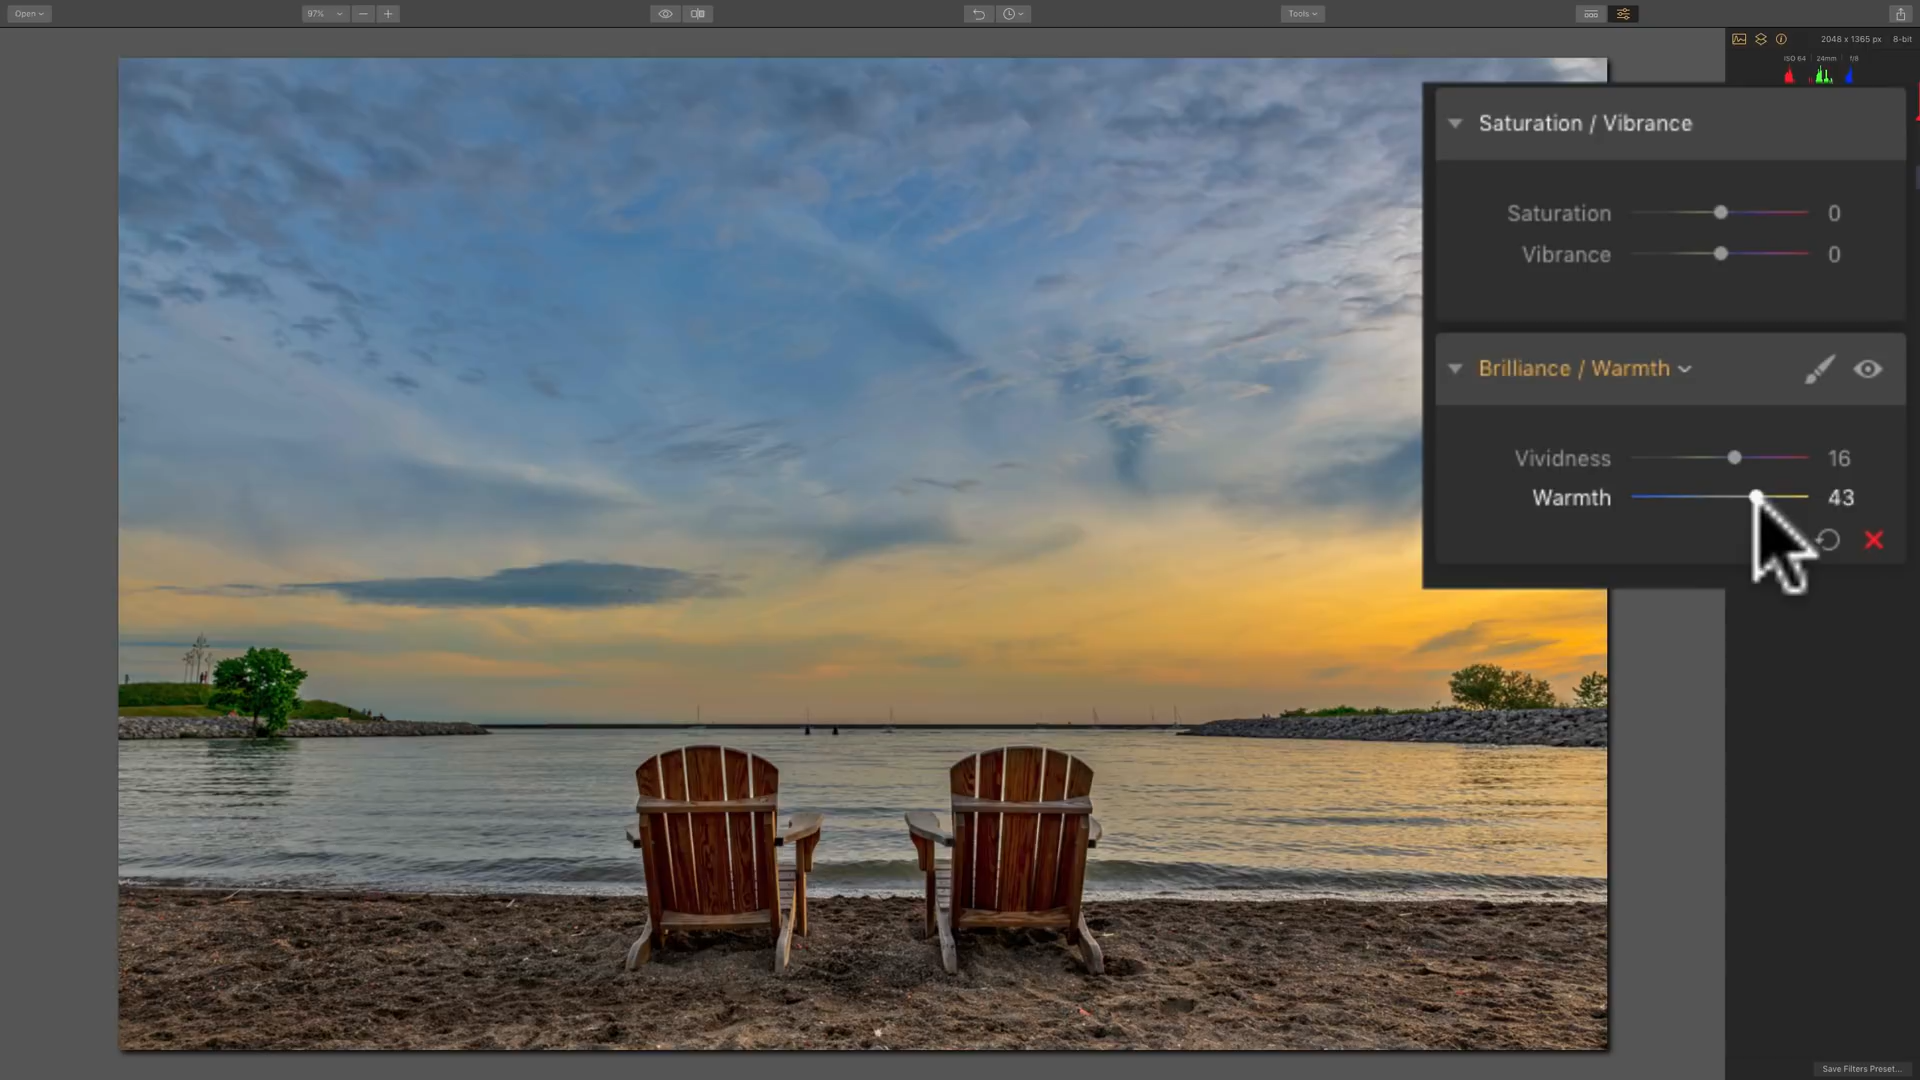 Open
97%
Tools
2048 x 1365 px 8-bit
ISO 64 24mm f/8
Saturation / Vibrance
Saturation 0
Vibrance 0
Brilliance / Warmth
Vividness 16
Warmth 43
Save Filters Preset...